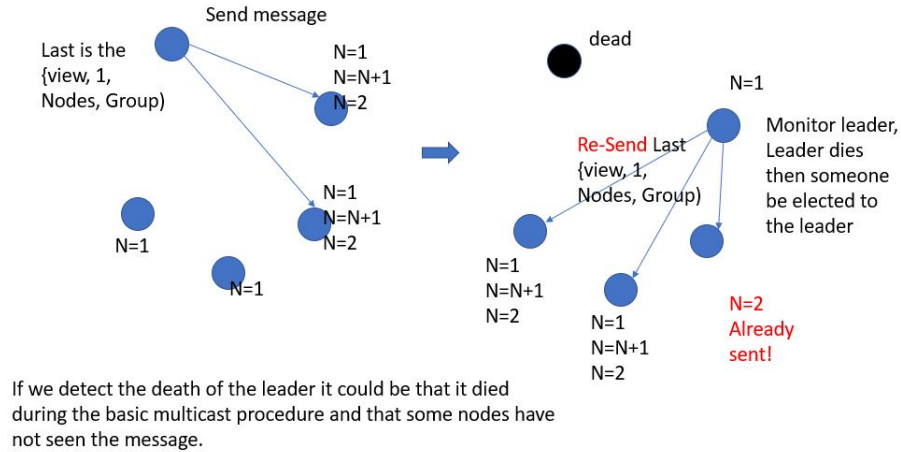 Send message
Last is the
{view, 1,
Nodes, Group)
N=1
N=N+1
N=2
N=1
N=N+1
N=2
N=1
N=1
dead
N=1
Re-Send Last
{view, 1,
Nodes, Group)
Monitor leader,
Leader dies
then someone
be elected to
the leader
N=1
N=N+1
N=2
N=1
N=N+1
N=2
N=2
Already
sent!
If we detect the death of the leader it could be that it died
during the basic multicast procedure and that some nodes have
not seen the message.